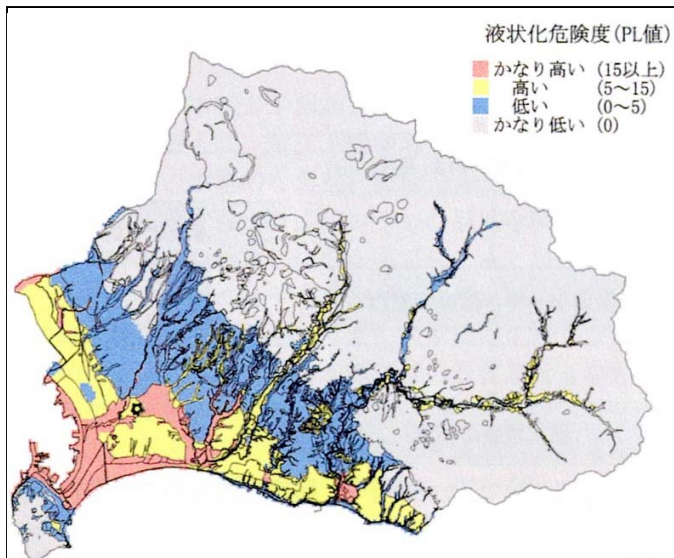 液状化危険度(PL値)
かなり高い (15以上)
高い (5～15)
低い (0～5)
かなり低い (0)